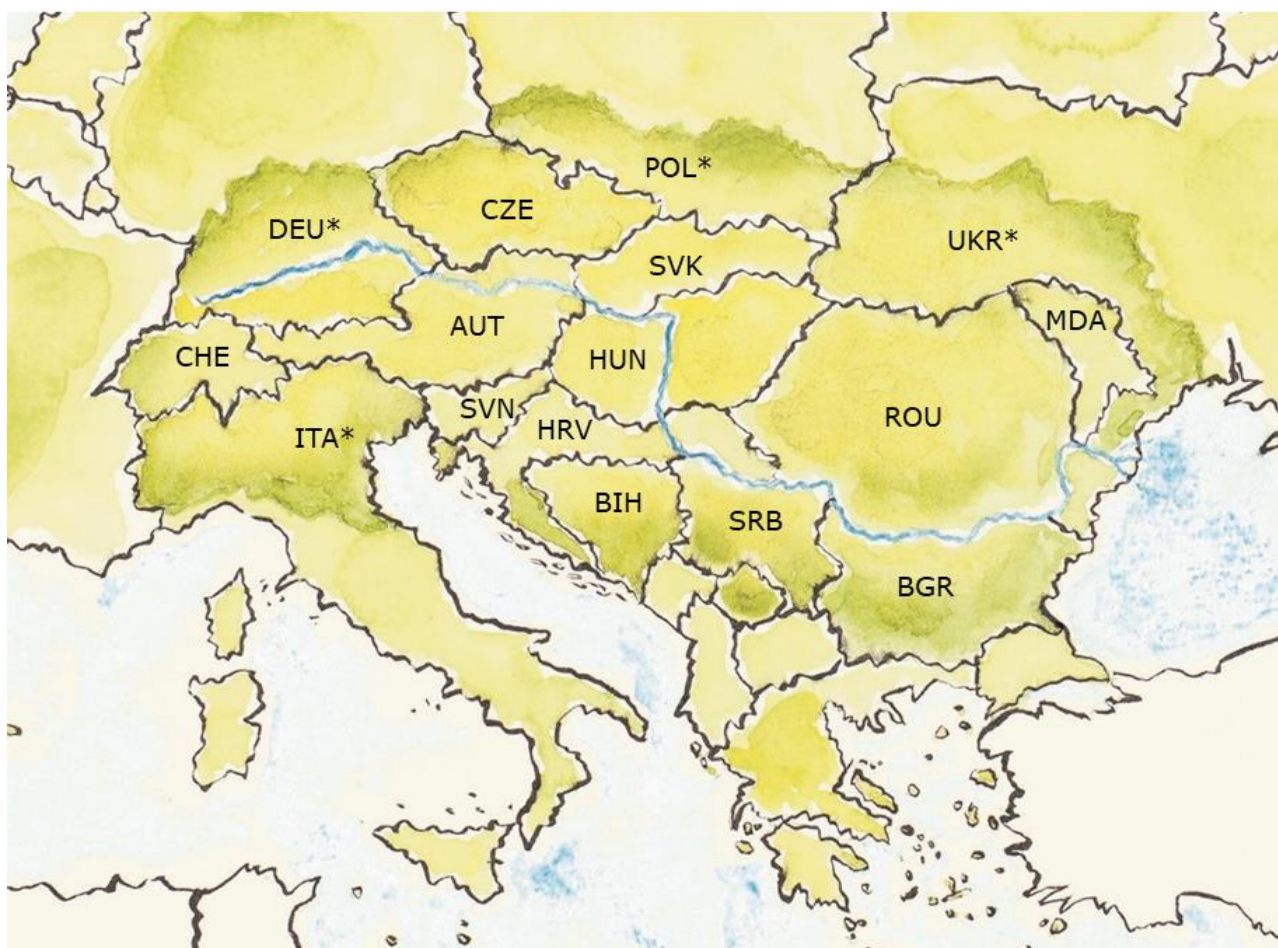 POL*
CZE
DEU*
UKR*
SVK
MDA
AUT
CHE
HUN
SVN
ROU
HRV
ITA*
BIH
SRB
BGR